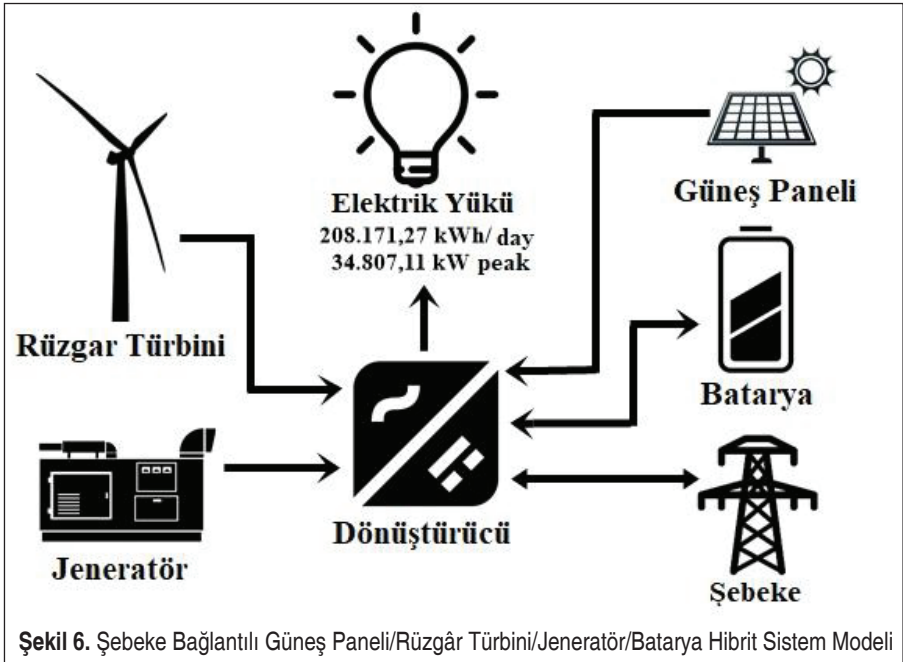 Elektrik Yükü
208.171,27 kWh/ day
34.807,11 kW peak
Güneş Paneli
Rüzgar Türbini
Batarya
Jeneratör
Dönüştürücü
Şebeke
Şekil 6. Şebeke Bağlantılı Güneş Paneli/Rüzgâr Türbini/Jeneratör/Batarya Hibrit Sistem Modeli